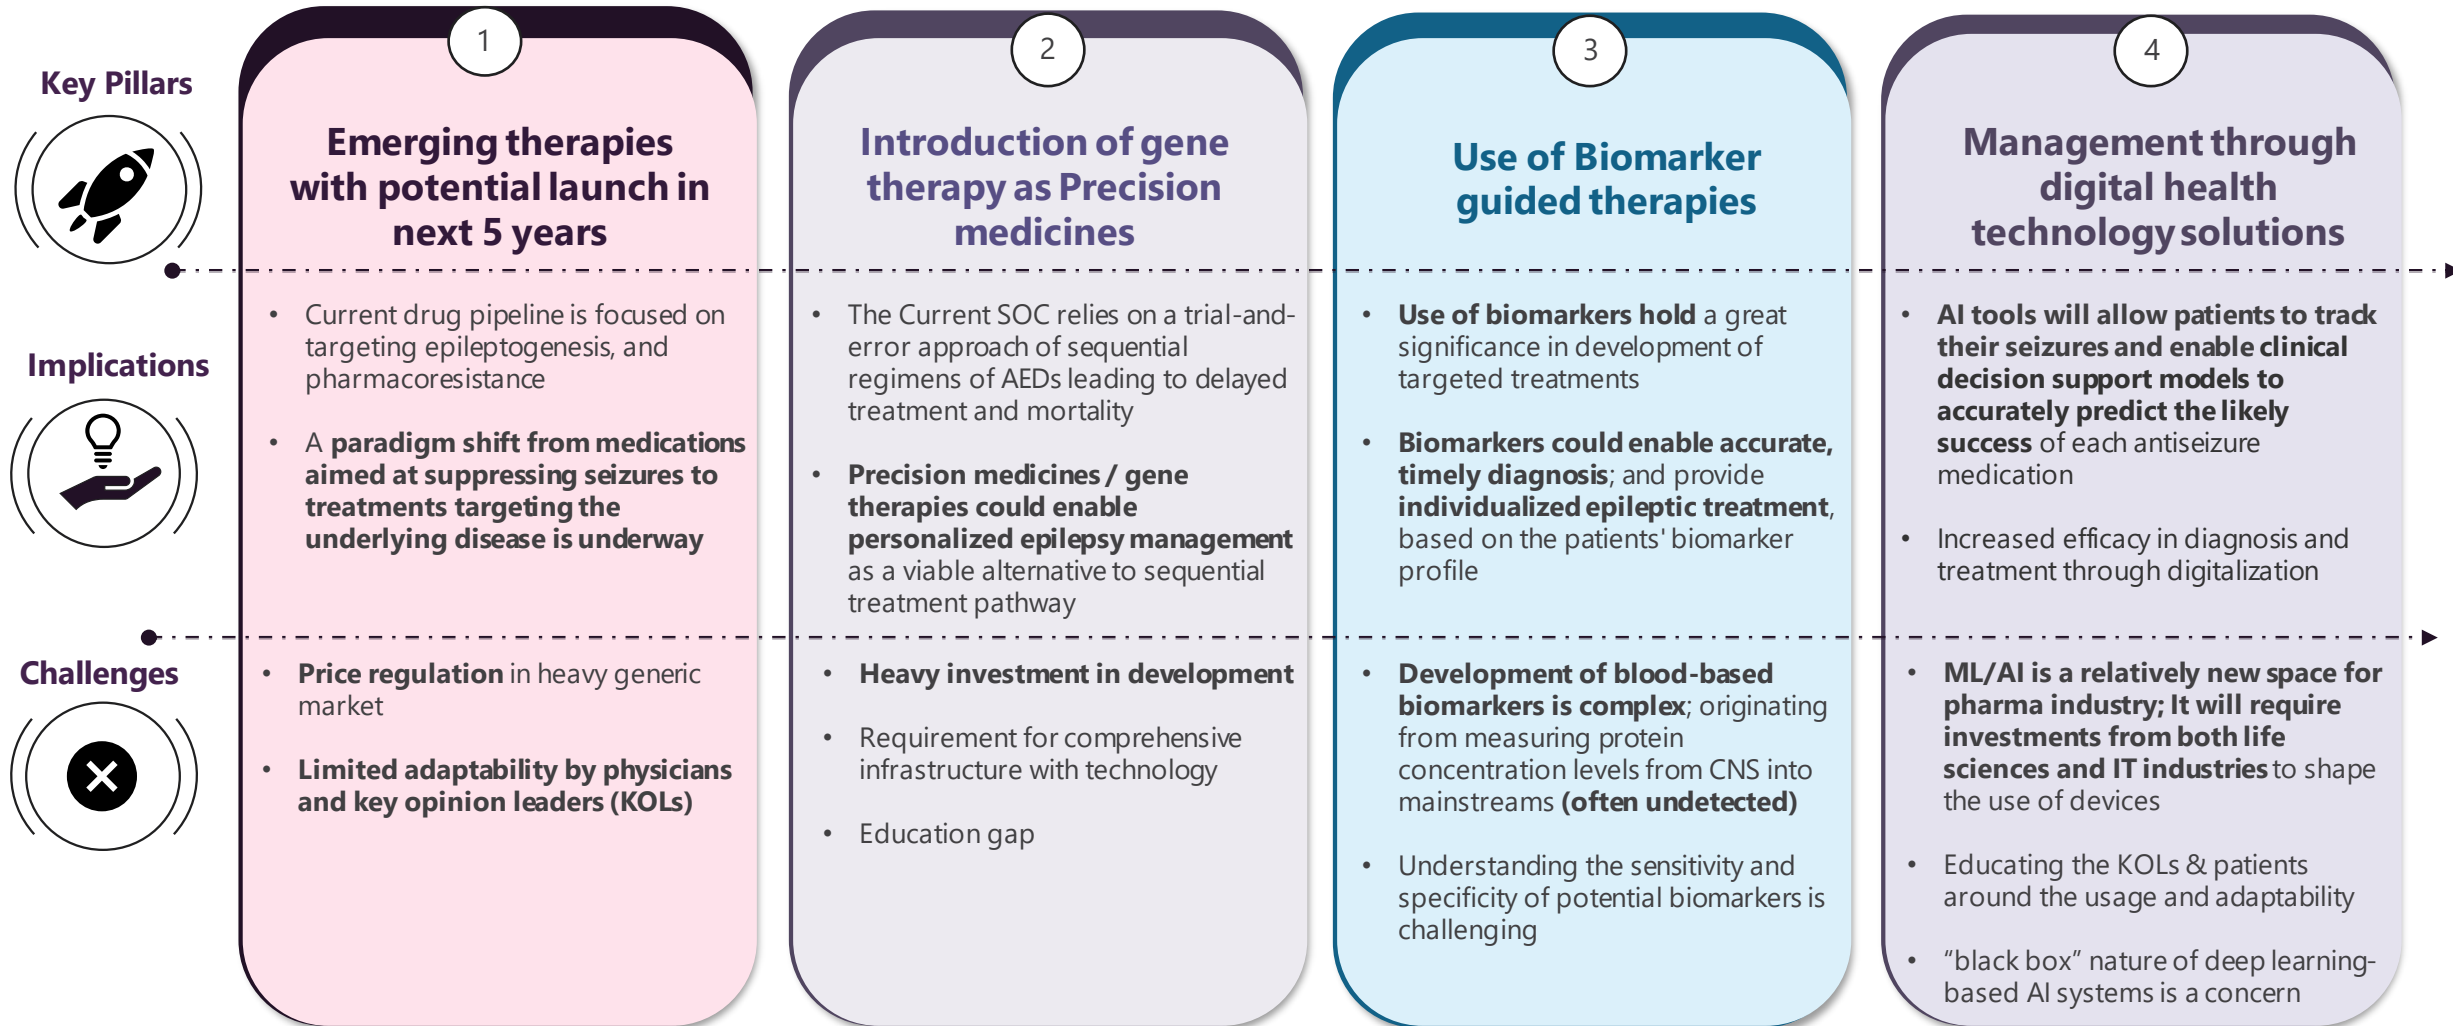 Key Pillars
1
Emerging therapies
with potential launch in
next 5 years
2
Introduction of gene
therapy as Precision
medicines
3
Use of Biomarker
guided therapies
4
Management through
digital health
technology solutions
Implications
• Current drug pipeline is focused on
targeting epileptogenesis, and
pharmacoresistance
• A paradigm shift from medications
aimed at suppressing seizures to
treatments targeting the
underlying disease is underway
• The Current SOC relies on a trial-and-
error approach of sequential
regimens of AEDs leading to delayed
treatment and mortality
• Precision medicines / gene
therapies could enable
personalized epilepsy management
as a viable alternative to sequential
treatment pathway
• Use of biomarkers hold a great
significance in development of
targeted treatments
• Biomarkers could enable accurate,
timely diagnosis; and provide
individualized epileptic treatment,
based on the patients' biomarker
profile
• AI tools will allow patients to track
their seizures and enable clinical
decision support models to
accurately predict the likely
success of each antiseizure
medication
• Increased efficacy in diagnosis and
treatment through digitalization
Challenges
• Price regulation in heavy generic
market
• Limited adaptability by physicians
and key opinion leaders (KOLs)
• Heavy investment in development
• Requirement for comprehensive
infrastructure with technology
• Education gap
• Development of blood-based
biomarkers is complex; originating
from measuring protein
concentration levels from CNS into
mainstreams (often undetected)
• Understanding the sensitivity and
specificity of potential biomarkers is
challenging
• ML/AI is a relatively new space for
pharma industry; It will require
investments from both life
sciences and IT industries to shape
the use of devices
• Educating the KOLs & patients
around the usage and adaptability
• “black box” nature of deep learning-
based AI systems is a concern